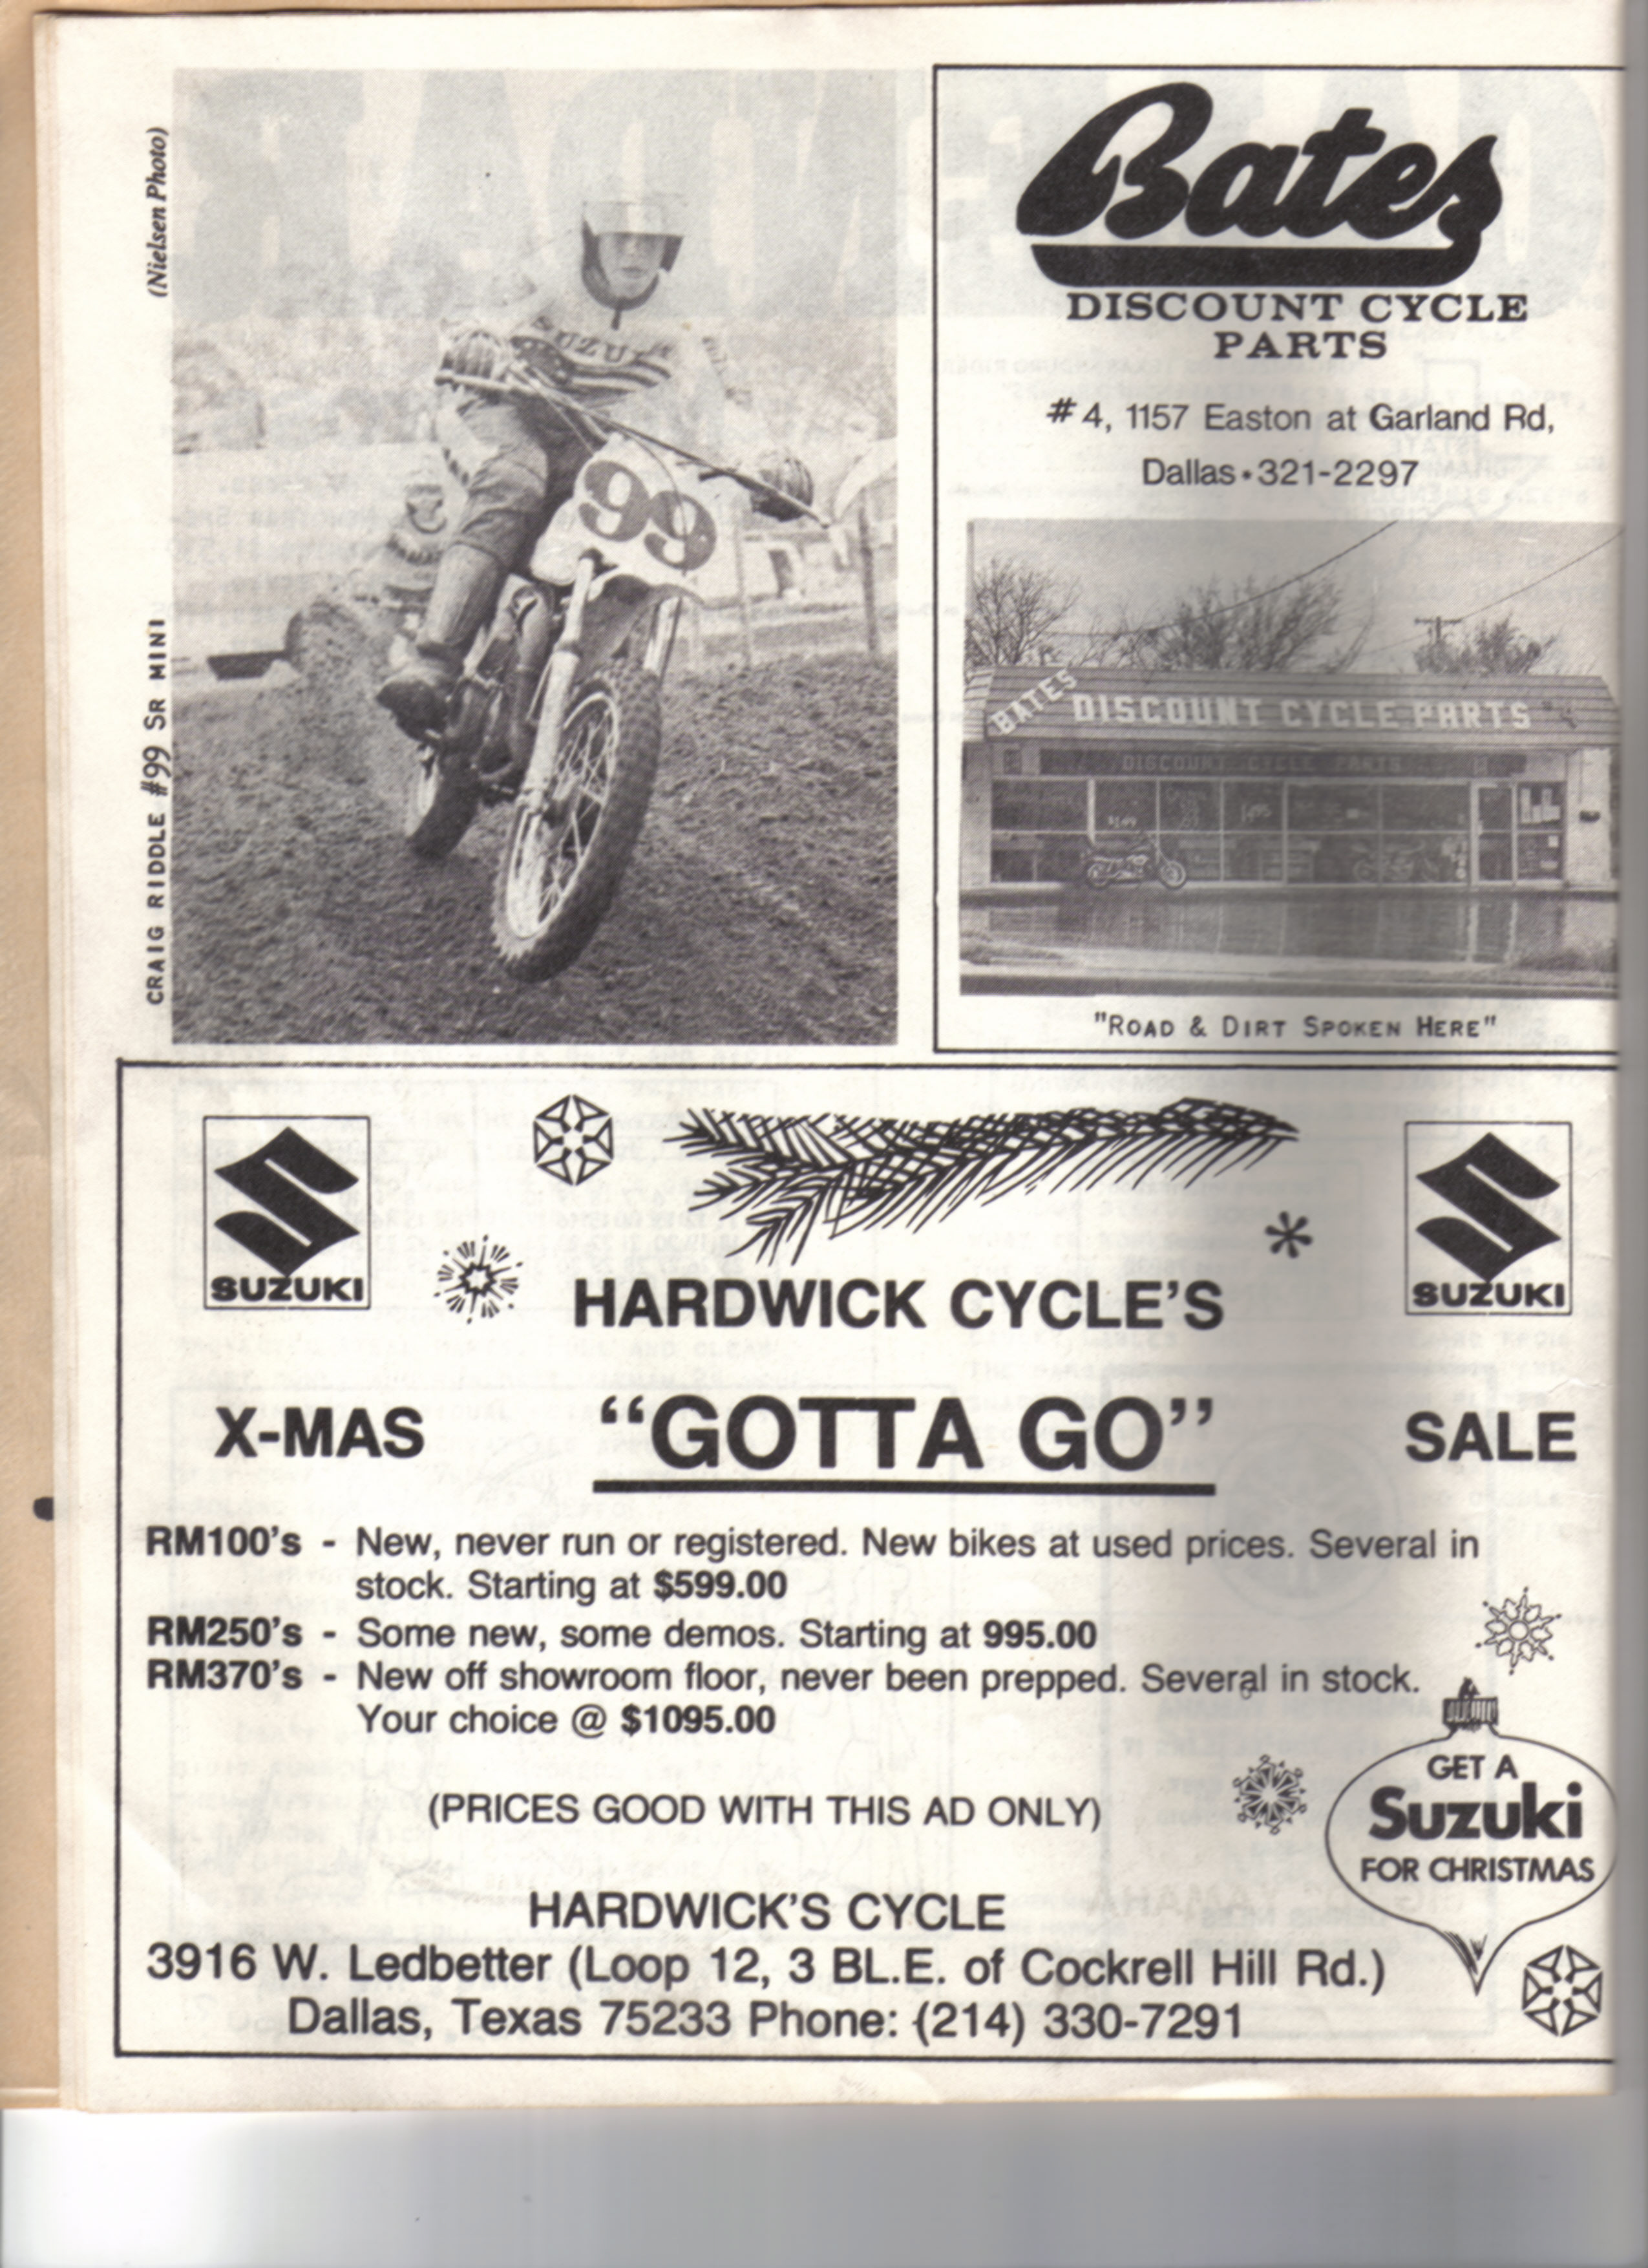 (Nielsen Photo)
CRAIG RIDDLE #99 SR MINI
SUZUKI
99
Bates
DISCOUNT CYCLE
PARTS
#4, 1157 Easton at Garland Rd,
Dallas • 321-2297
BATES DISCOUNT CYCLE PARTS
DISCOUNT CYCLE PARTS
$149
"ROAD & DIRT SPOKEN HERE"
SUZUKI
SUZUKI
HARDWICK CYCLE'S
X-MAS "GOTTA GO" SALE
RM100's - New, never run or registered. New bikes at used prices. Several in
stock. Starting at $599.00
RM250's - Some new, some demos. Starting at 995.00
RM370's - New off showroom floor, never been prepped. Several in stock.
Your choice @ $1095.00
(PRICES GOOD WITH THIS AD ONLY)
GET A
Suzuki
FOR CHRISTMAS
HARDWICK'S CYCLE
3916 W. Ledbetter (Loop 12, 3 BL.E. of Cockrell Hill Rd.)
Dallas, Texas 75233 Phone: (214) 330-7291